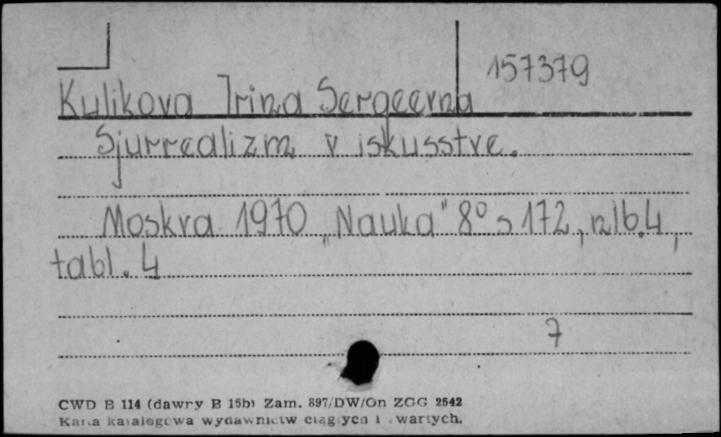 157379
Kulikova Irina Sergeevna
Sjurrealizm v iskusstve.
Moskva 1970 „Nauka" 8° s 172, nlb. 4,
tabl. 4
7
CWD B 114 (dawny B 15b) Zam. 897/DW/On ZGG 2542
Karta katalogowa wydawnictw ciągłych i zwartych.